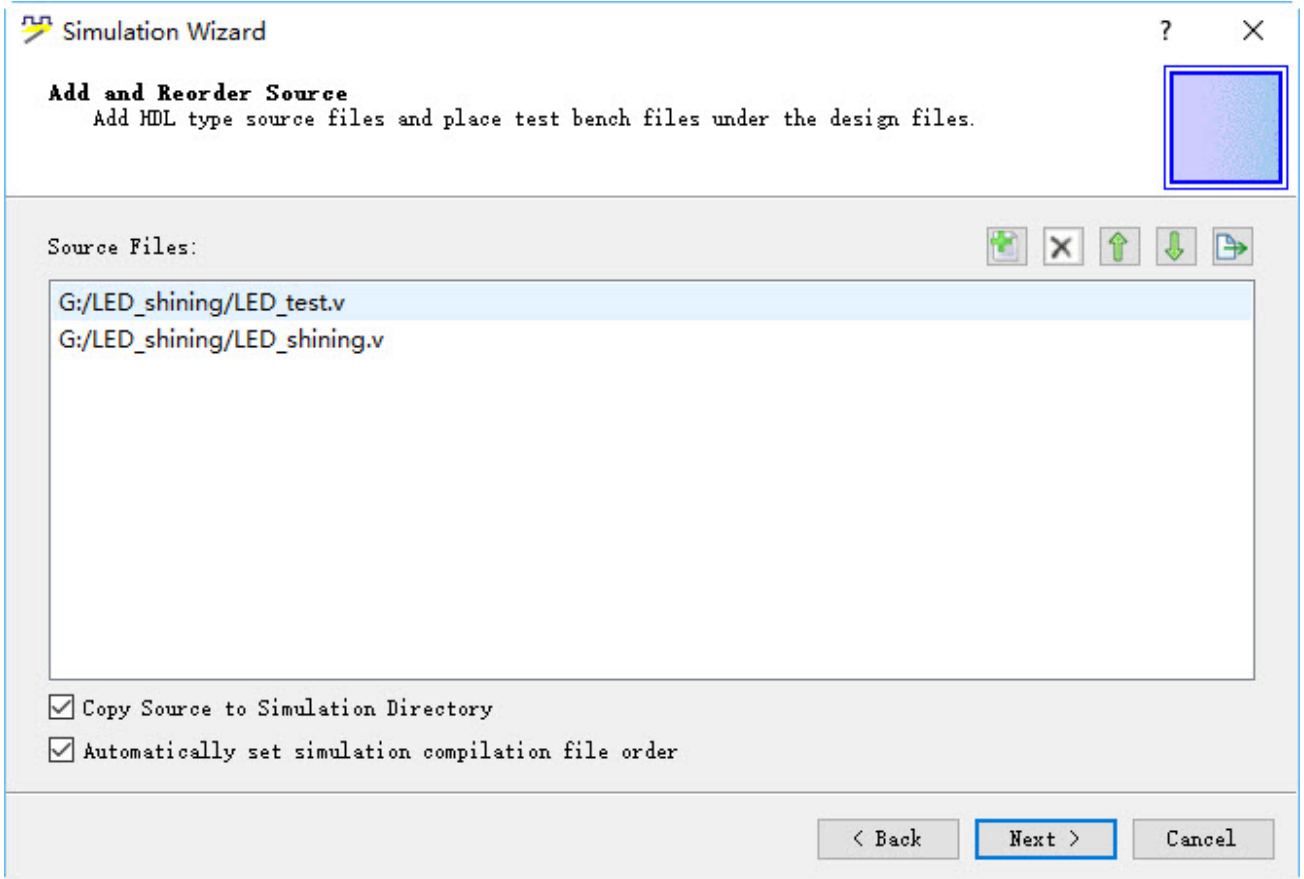 Simulation Wizard
?
Add and Reorder Source
Add HDL type source files and place test bench files under the design files.
Source Files:
G:/LED_shining/LED_test.v
G:/LED_shining/LED_shining.v
Copy Source to Simulation Directory
Automatically set simulation compilation file order
< Back Next > Cancel